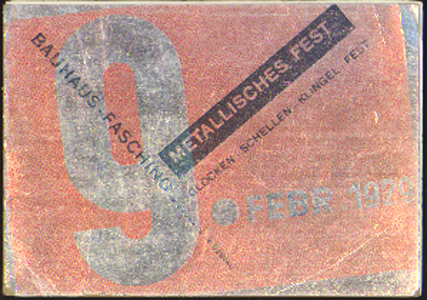 BAUHAUS-FASCHING
METALLISCHES FEST
GLOCKEN SCHELLEN KLINGEL FEST
9. FEBR 1929